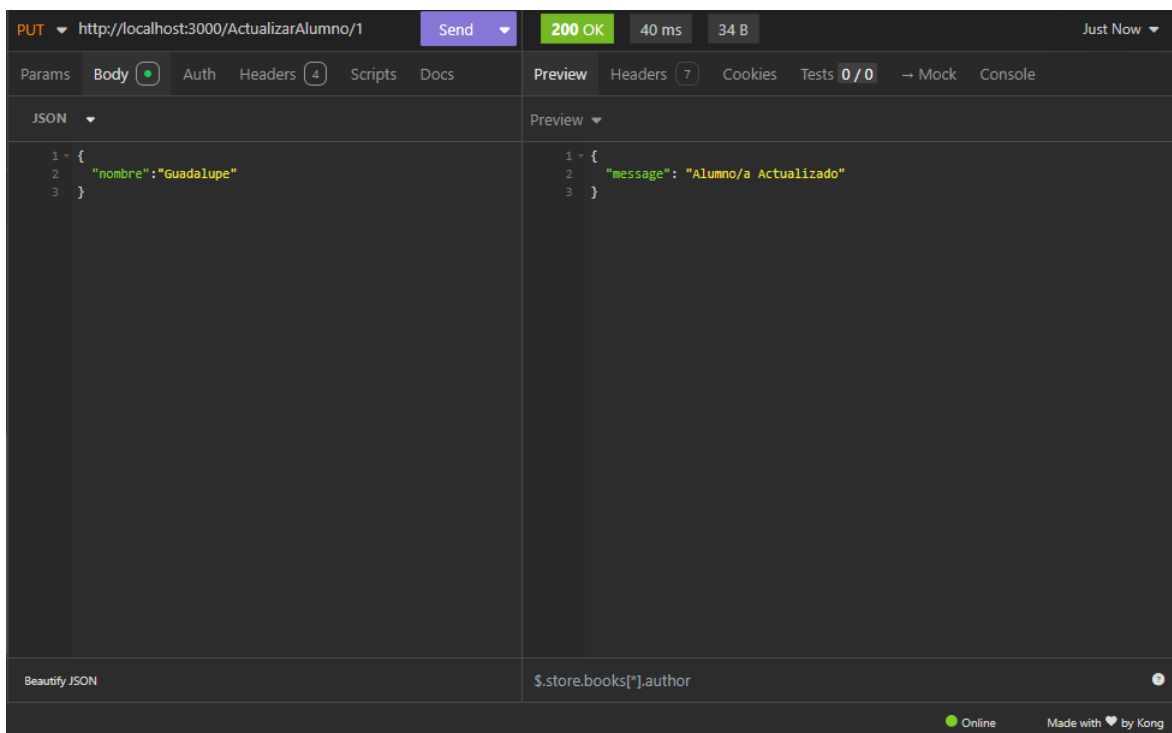 PUT http://localhost:3000/ActualizarAlumno/1 Send 200 OK 40 ms 34 B Just Now
Params Body Auth Headers 4 Scripts Docs Preview Headers 7 Cookies Tests 0 / 0 → Mock Console
JSON Preview
1 {
2 "nombre":"Guadalupe"
3 }
1 {
2 "message": "Alumno/a Actualizado"
3 }
Beautify JSON $.store.books[*].author ?
Online Made with ♥ by Kong